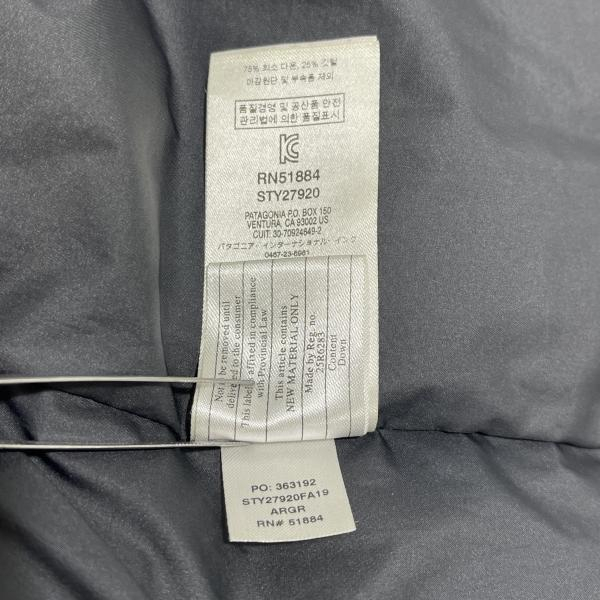 75% 회소 다운, 25% 깃털
마감원단 및 부속품 제외
품질경영 및 공산품 안전
관리법에 의한 품질표시
RN51884
STY27920
PATAGONIA P.O. BOX 150
VENTURA, CA 93002 US
CUIT: 30-70924849-2
パタゴニア・インターナショナル・インク
0467-23-8961
Not to be removed until
delivered to the consumer
This label is affixed in compliance
with Provincial Law
This article contains
NEW MATERIAL ONLY
Made by Reg. no.
25R6283
Content
Down
PO: 363192
STY27920FA19
ARGR
RN# 51884